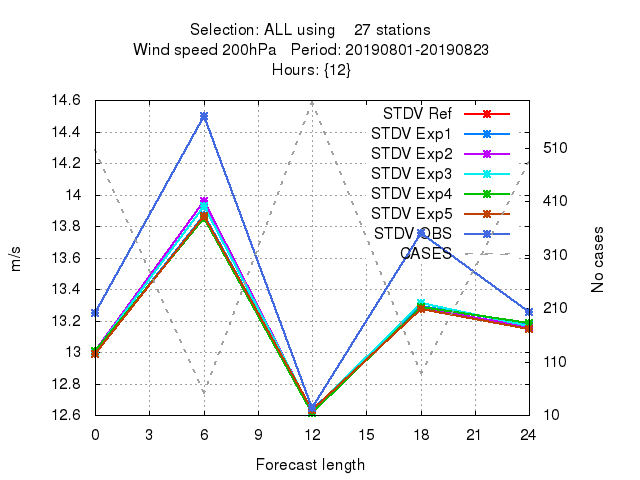 Selection: ALL using    27 stations
Wind speed 200hPa   Period: 20190801-20190823
Hours: {12}
14.6
14.4
14.2
14
13.8
13.6
13.4
13.2
13
12.8
12.6
m/s
STDV Ref
STDV Exp1
STDV Exp2
STDV Exp3
STDV Exp4
STDV Exp5
STDV OBS
CASES
510
410
310
210
110
10
No cases
0 3 6 9 12 15 18 21 24
Forecast length